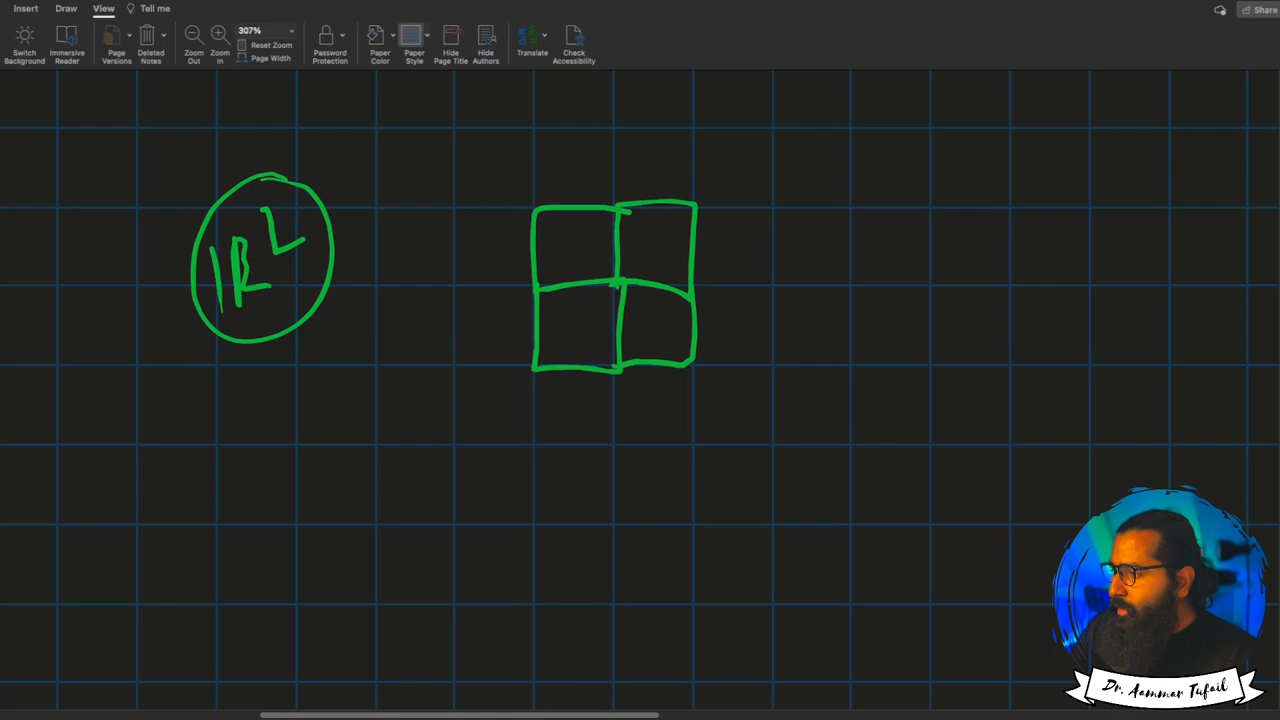 Insert Draw View Tell me
Share
307%
Reset Zoom
Page Width
Switch Background
Immersive Reader
Page Versions
Deleted Notes
Zoom Out
Zoom In
Password Protection
Paper Color
Paper Style
Hide Page Title
Hide Authors
Translate
Check Accessibility
IR
Dr. Aammar Tufail